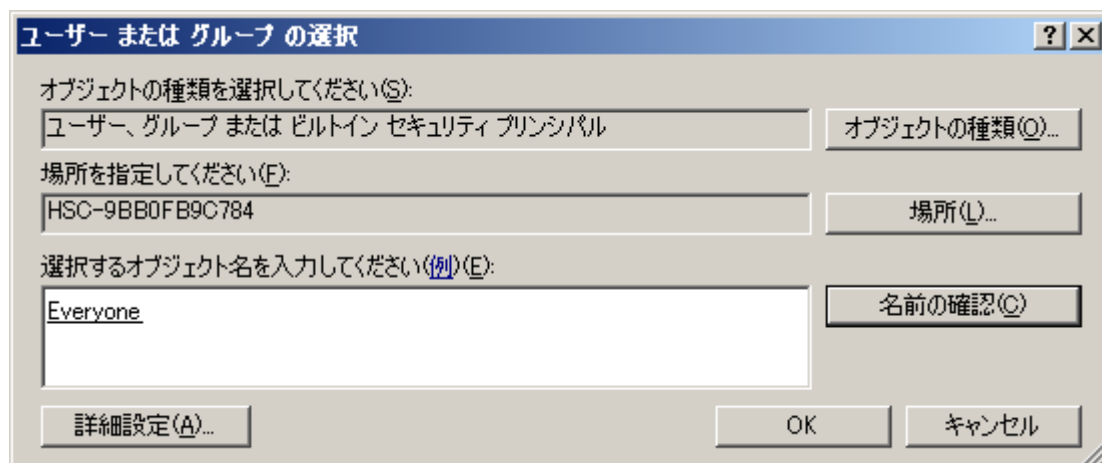 ユーザー または グループ の選択
オブジェクトの種類を選択してください(S):
ユーザー、グループ または ビルトイン セキュリティ プリンシパル
オブジェクトの種類(O)...
場所を指定してください(F):
HSC-9BB0FB9C784
場所(L)...
選択するオブジェクト名を入力してください(例)(E):
Everyone
名前の確認(C)
詳細設定(A)...
OK
キャンセル